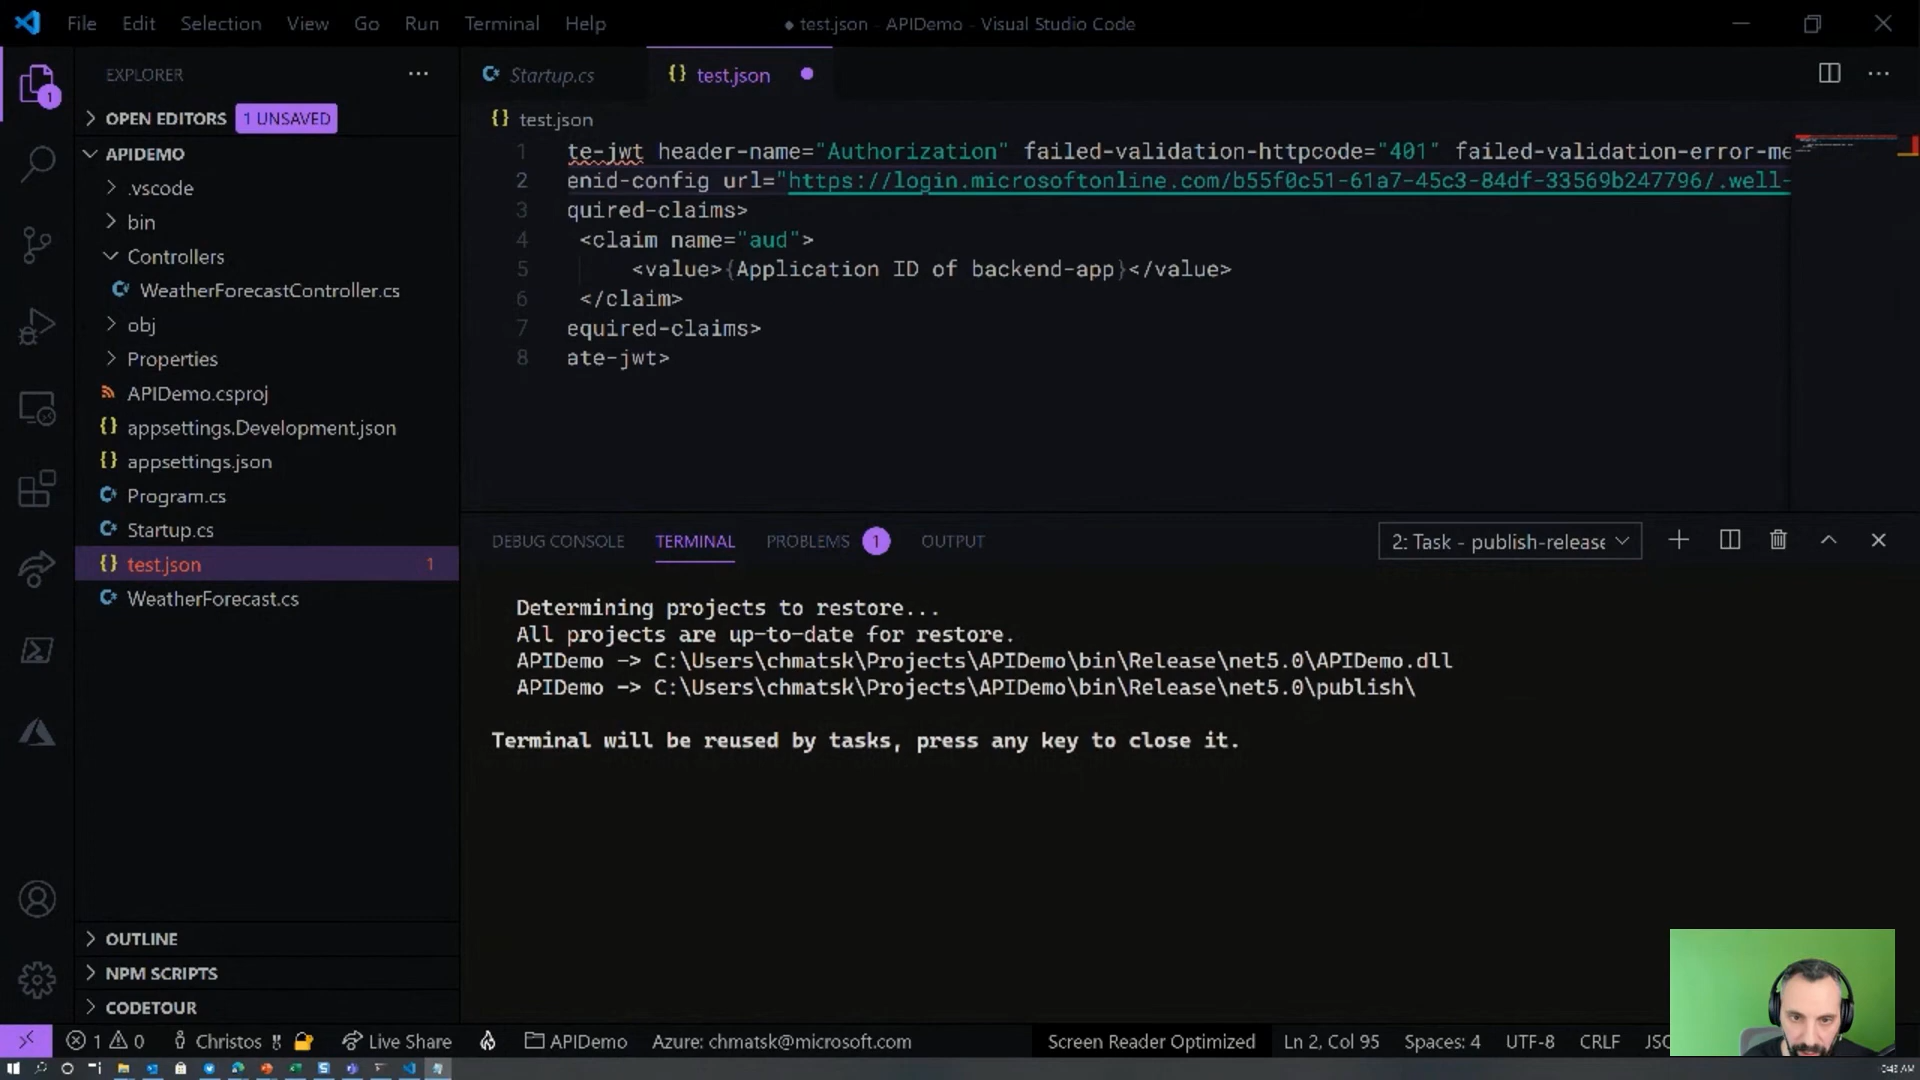 File Edit Selection View Go Run Terminal Help
● test.json - APIDemo - Visual Studio Code
EXPLORER
1
OPEN EDITORS 1 UNSAVED
APIDEMO
.vscode
bin
Controllers
WeatherForecastController.cs
obj
Properties
APIDemo.csproj
appsettings.Development.json
appsettings.json
Program.cs
Startup.cs
test.json 1
WeatherForecast.cs
OUTLINE
NPM SCRIPTS
CODETOUR
Startup.cs
{} test.json
{} test.json
1 te-jwt header-name="Authorization" failed-validation-httpcode="401" failed-validation-error-me
2 enid-config url="https://login.microsoftonline.com/b55f0c51-61a7-45c3-84df-33569b247796/.well-
3 quired-claims>
4 <claim name="aud">
5 <value>{Application ID of backend-app}</value>
6 </claim>
7 equired-claims>
8 ate-jwt>
DEBUG CONSOLE TERMINAL PROBLEMS 1 OUTPUT
2: Task - publish-release
Determining projects to restore...
All projects are up-to-date for restore.
APIDemo -> C:\Users\chmatsk\Projects\APIDemo\bin\Release\net5.0\APIDemo.dll
APIDemo -> C:\Users\chmatsk\Projects\APIDemo\bin\Release\net5.0\publish\
Terminal will be reused by tasks, press any key to close it.
1 0 Christos Live Share APIDemo Azure: chmatsk@microsoft.com
Screen Reader Optimized Ln 2, Col 95 Spaces: 4 UTF-8 CRLF